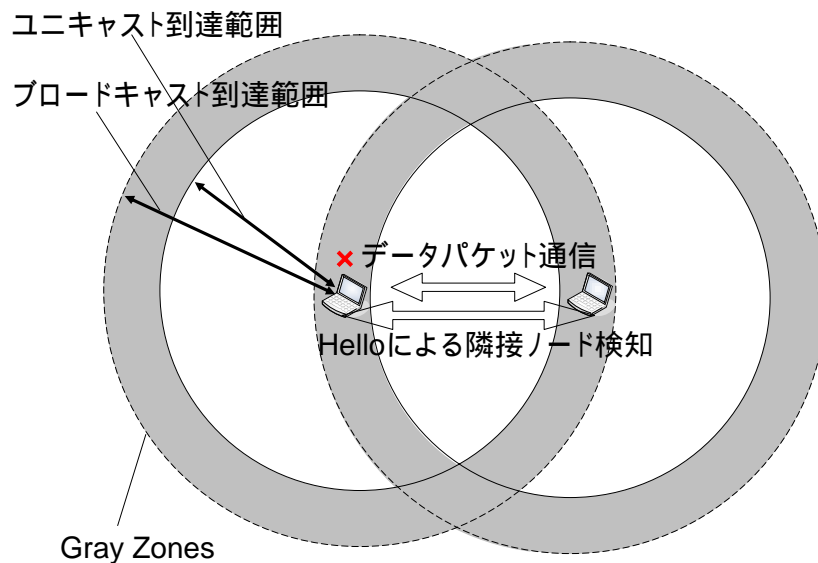 ユニキャスト到達範囲
ブロードキャスト到達範囲
×データパケット通信
Helloによる隣接ノード検知
Gray Zones